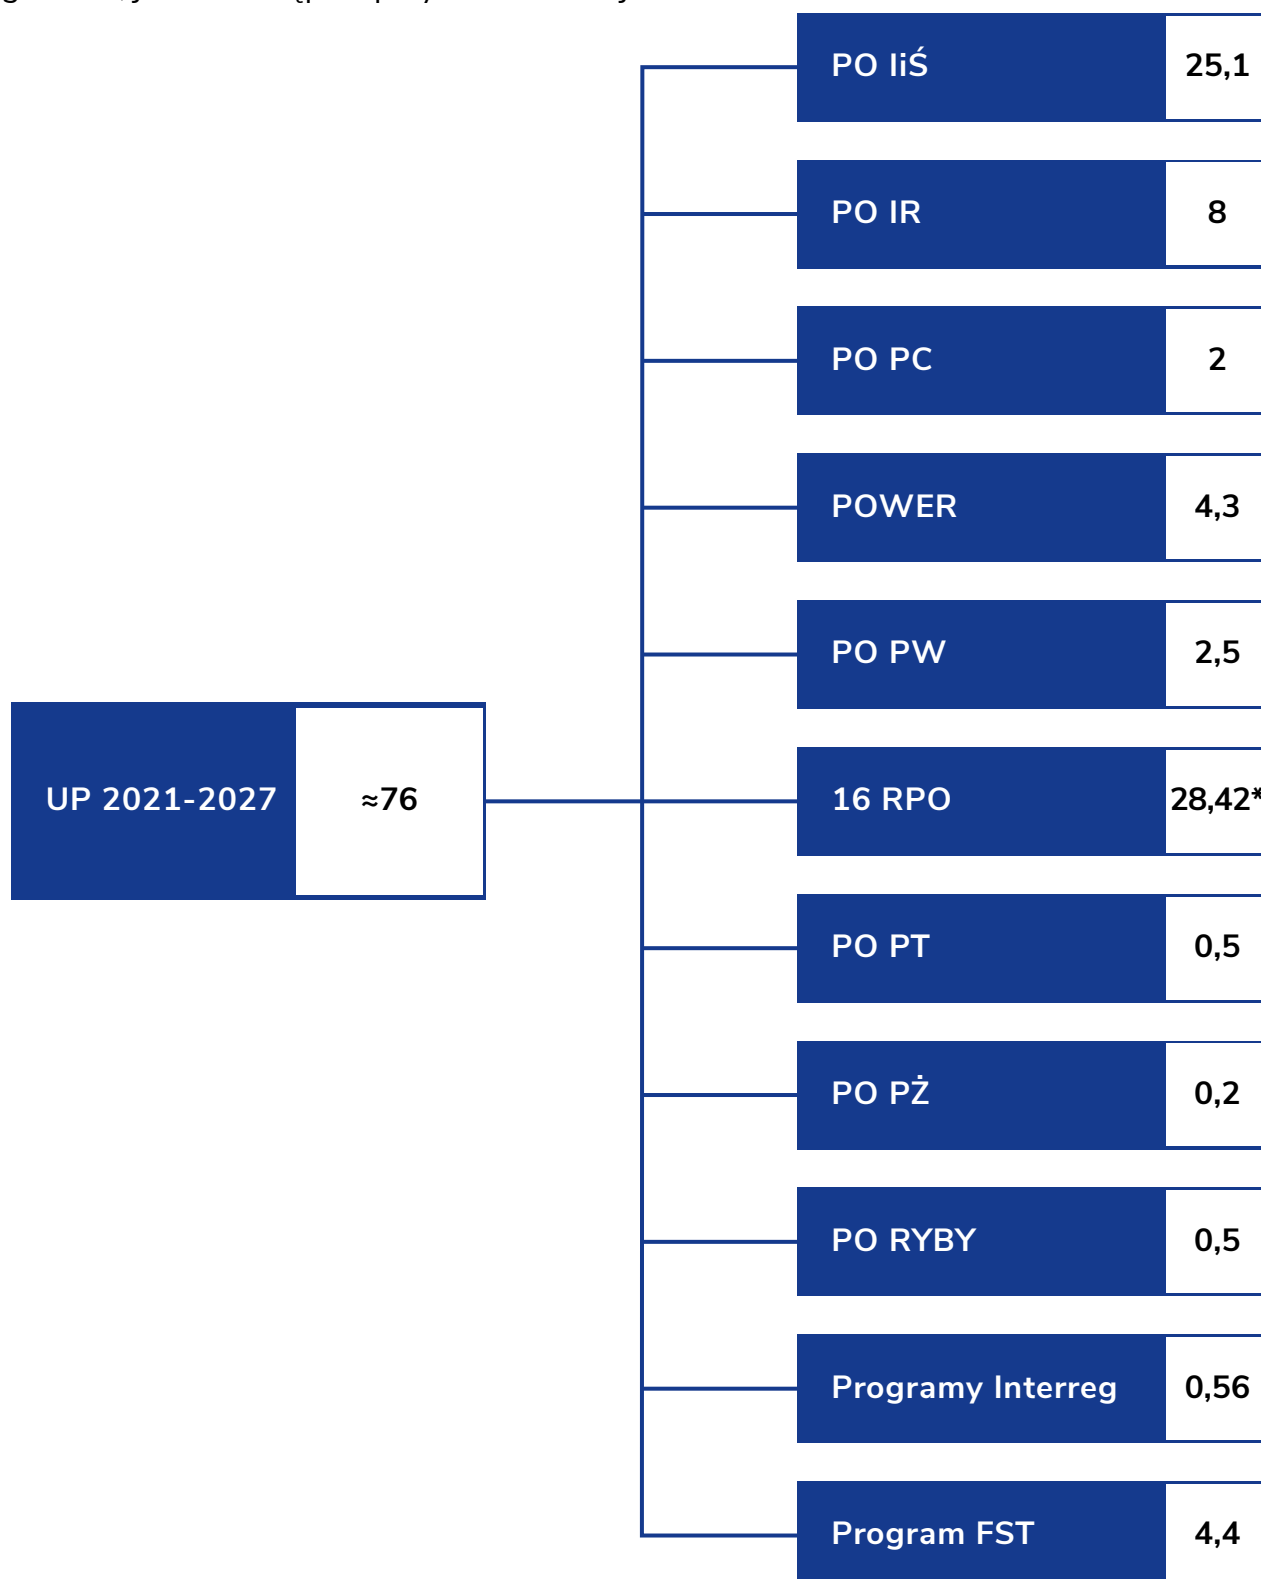 PO IiŚ 25,1
PO IR 8
PO PC 2
POWER 4,3
PO PW 2,5
UP 2021-2027 ≈76
16 RPO 28,42*
PO PT 0,5
PO PŻ 0,2
PO RYBY 0,5
Programy Interreg 0,56
Program FST 4,4